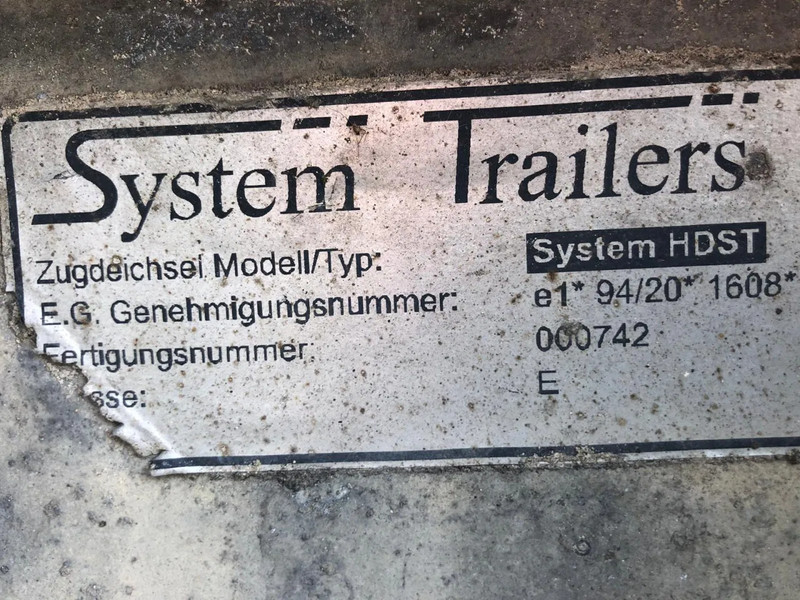 System Trailers
Zugdeichsel Modell/Typ: System HDST
E.G. Genehmigungsnummer: e1* 94/20* 1608*
Fertigungsnummer: 000742
sse: E